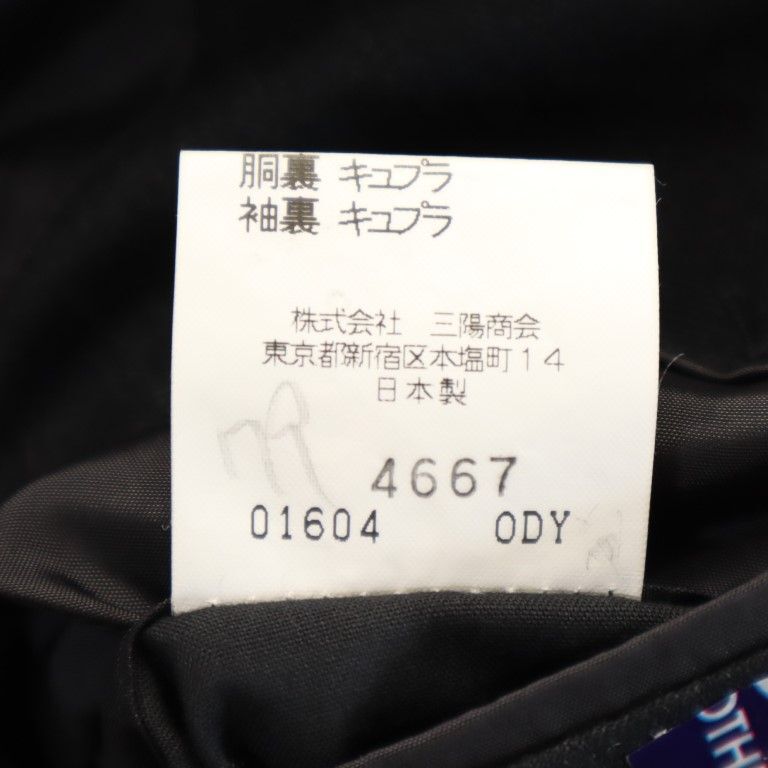 胴裏 キュプラ
袖裏 キュプラ
株式会社 三陽商会
東京都新宿区本塩町14
日本製
4667
01604 ODY
OTH